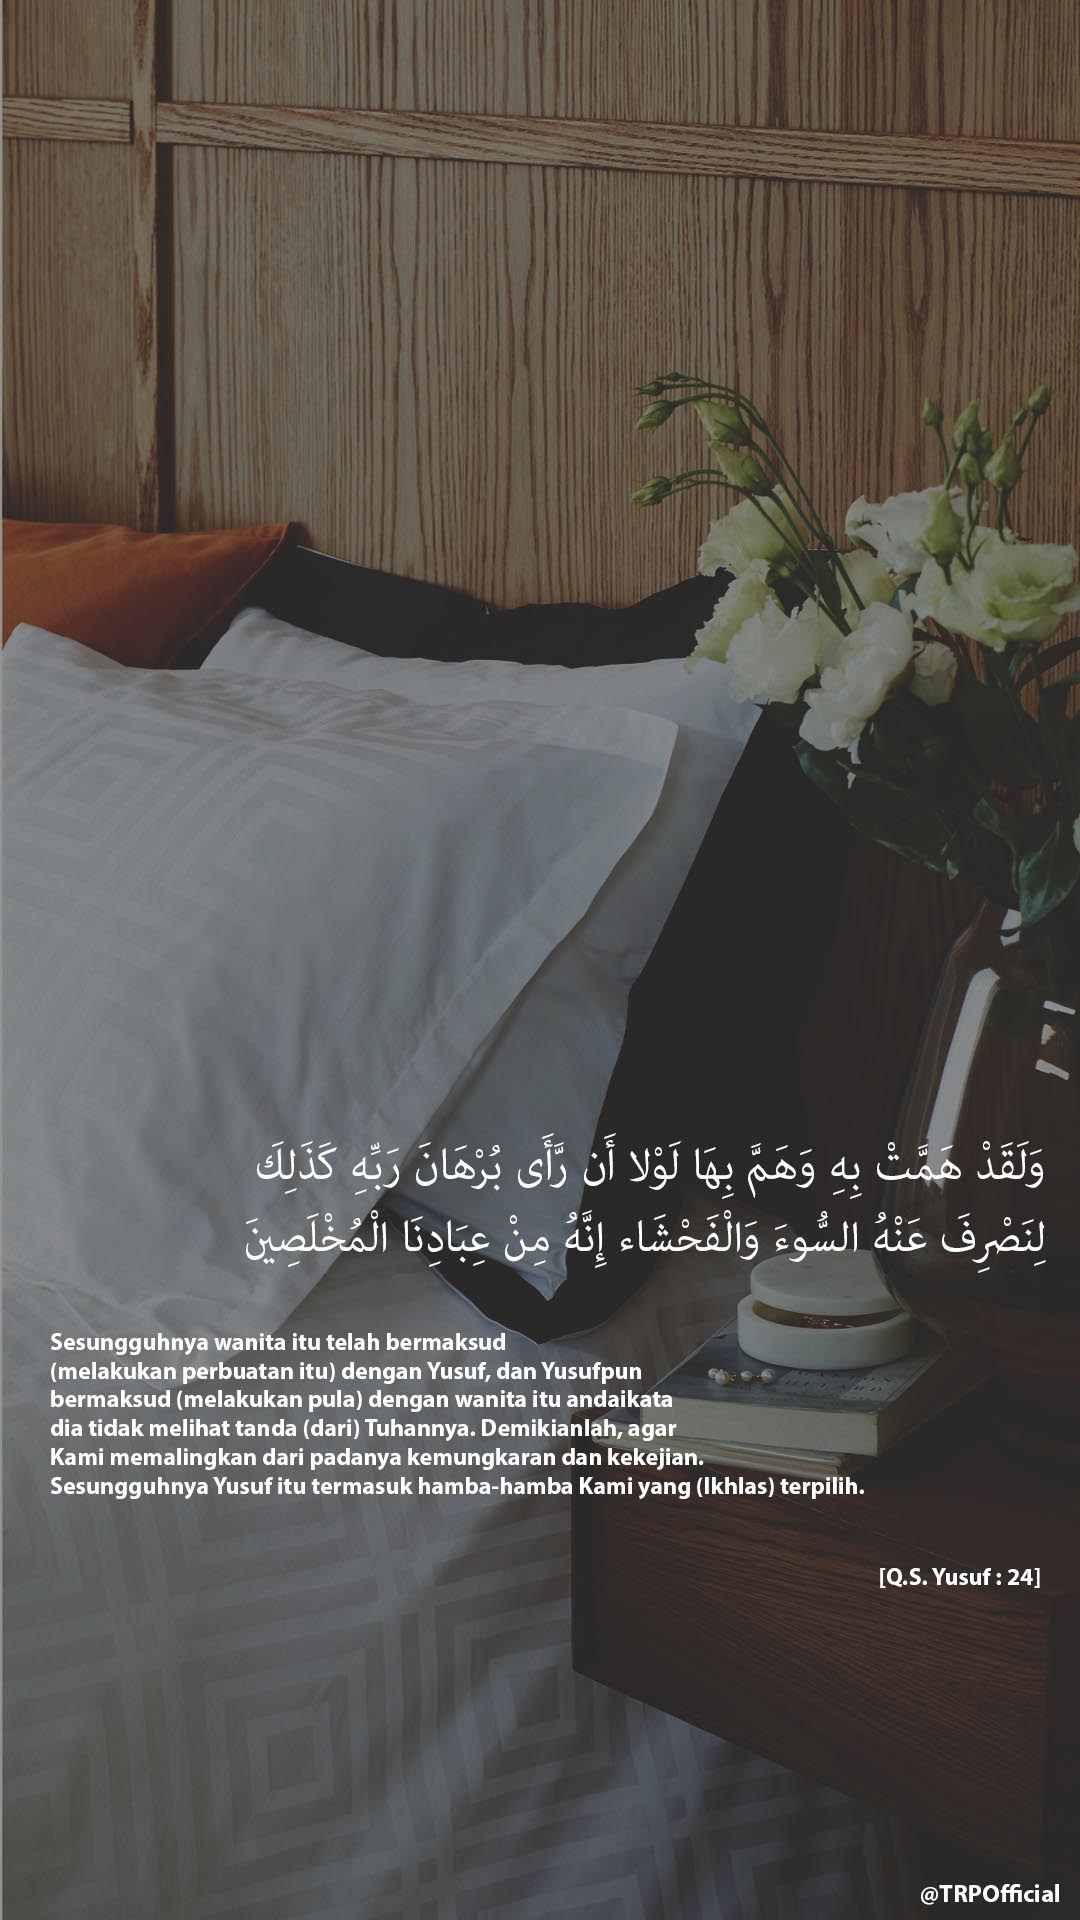 وَلَقَدْ هَمَّتْ بِهِ وَهَمَّ بِهَا لَوْلا أَن رَّأَى بُرْهَانَ رَبِّهِ كَذَلِكَ
لِنَصْرِفَ عَنْهُ السُّوءَ وَالْفَحْشَاء إِنَّهُ مِنْ عِبَادِنَا الْمُخْلَصِينَ
Sesungguhnya wanita itu telah bermaksud
(melakukan perbuatan itu) dengan Yusuf, dan Yusufpun
bermaksud (melakukan pula) dengan wanita itu andaikata
dia tidak melihat tanda (dari) Tuhannya. Demikianlah, agar
Kami memalingkan dari padanya kemungkaran dan kekejian.
Sesungguhnya Yusuf itu termasuk hamba-hamba Kami yang (Ikhlas) terpilih.
[Q.S. Yusuf : 24]
@TRPOfficial